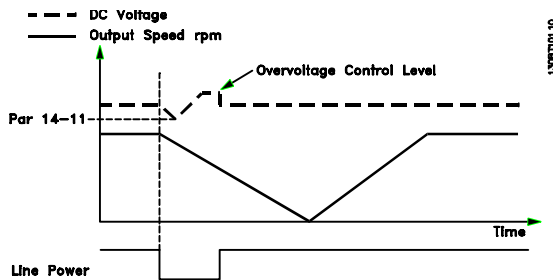 DC Voltage
Output Speed rpm
Overvoltage Control Level
Par 14-11
Time
Line Power